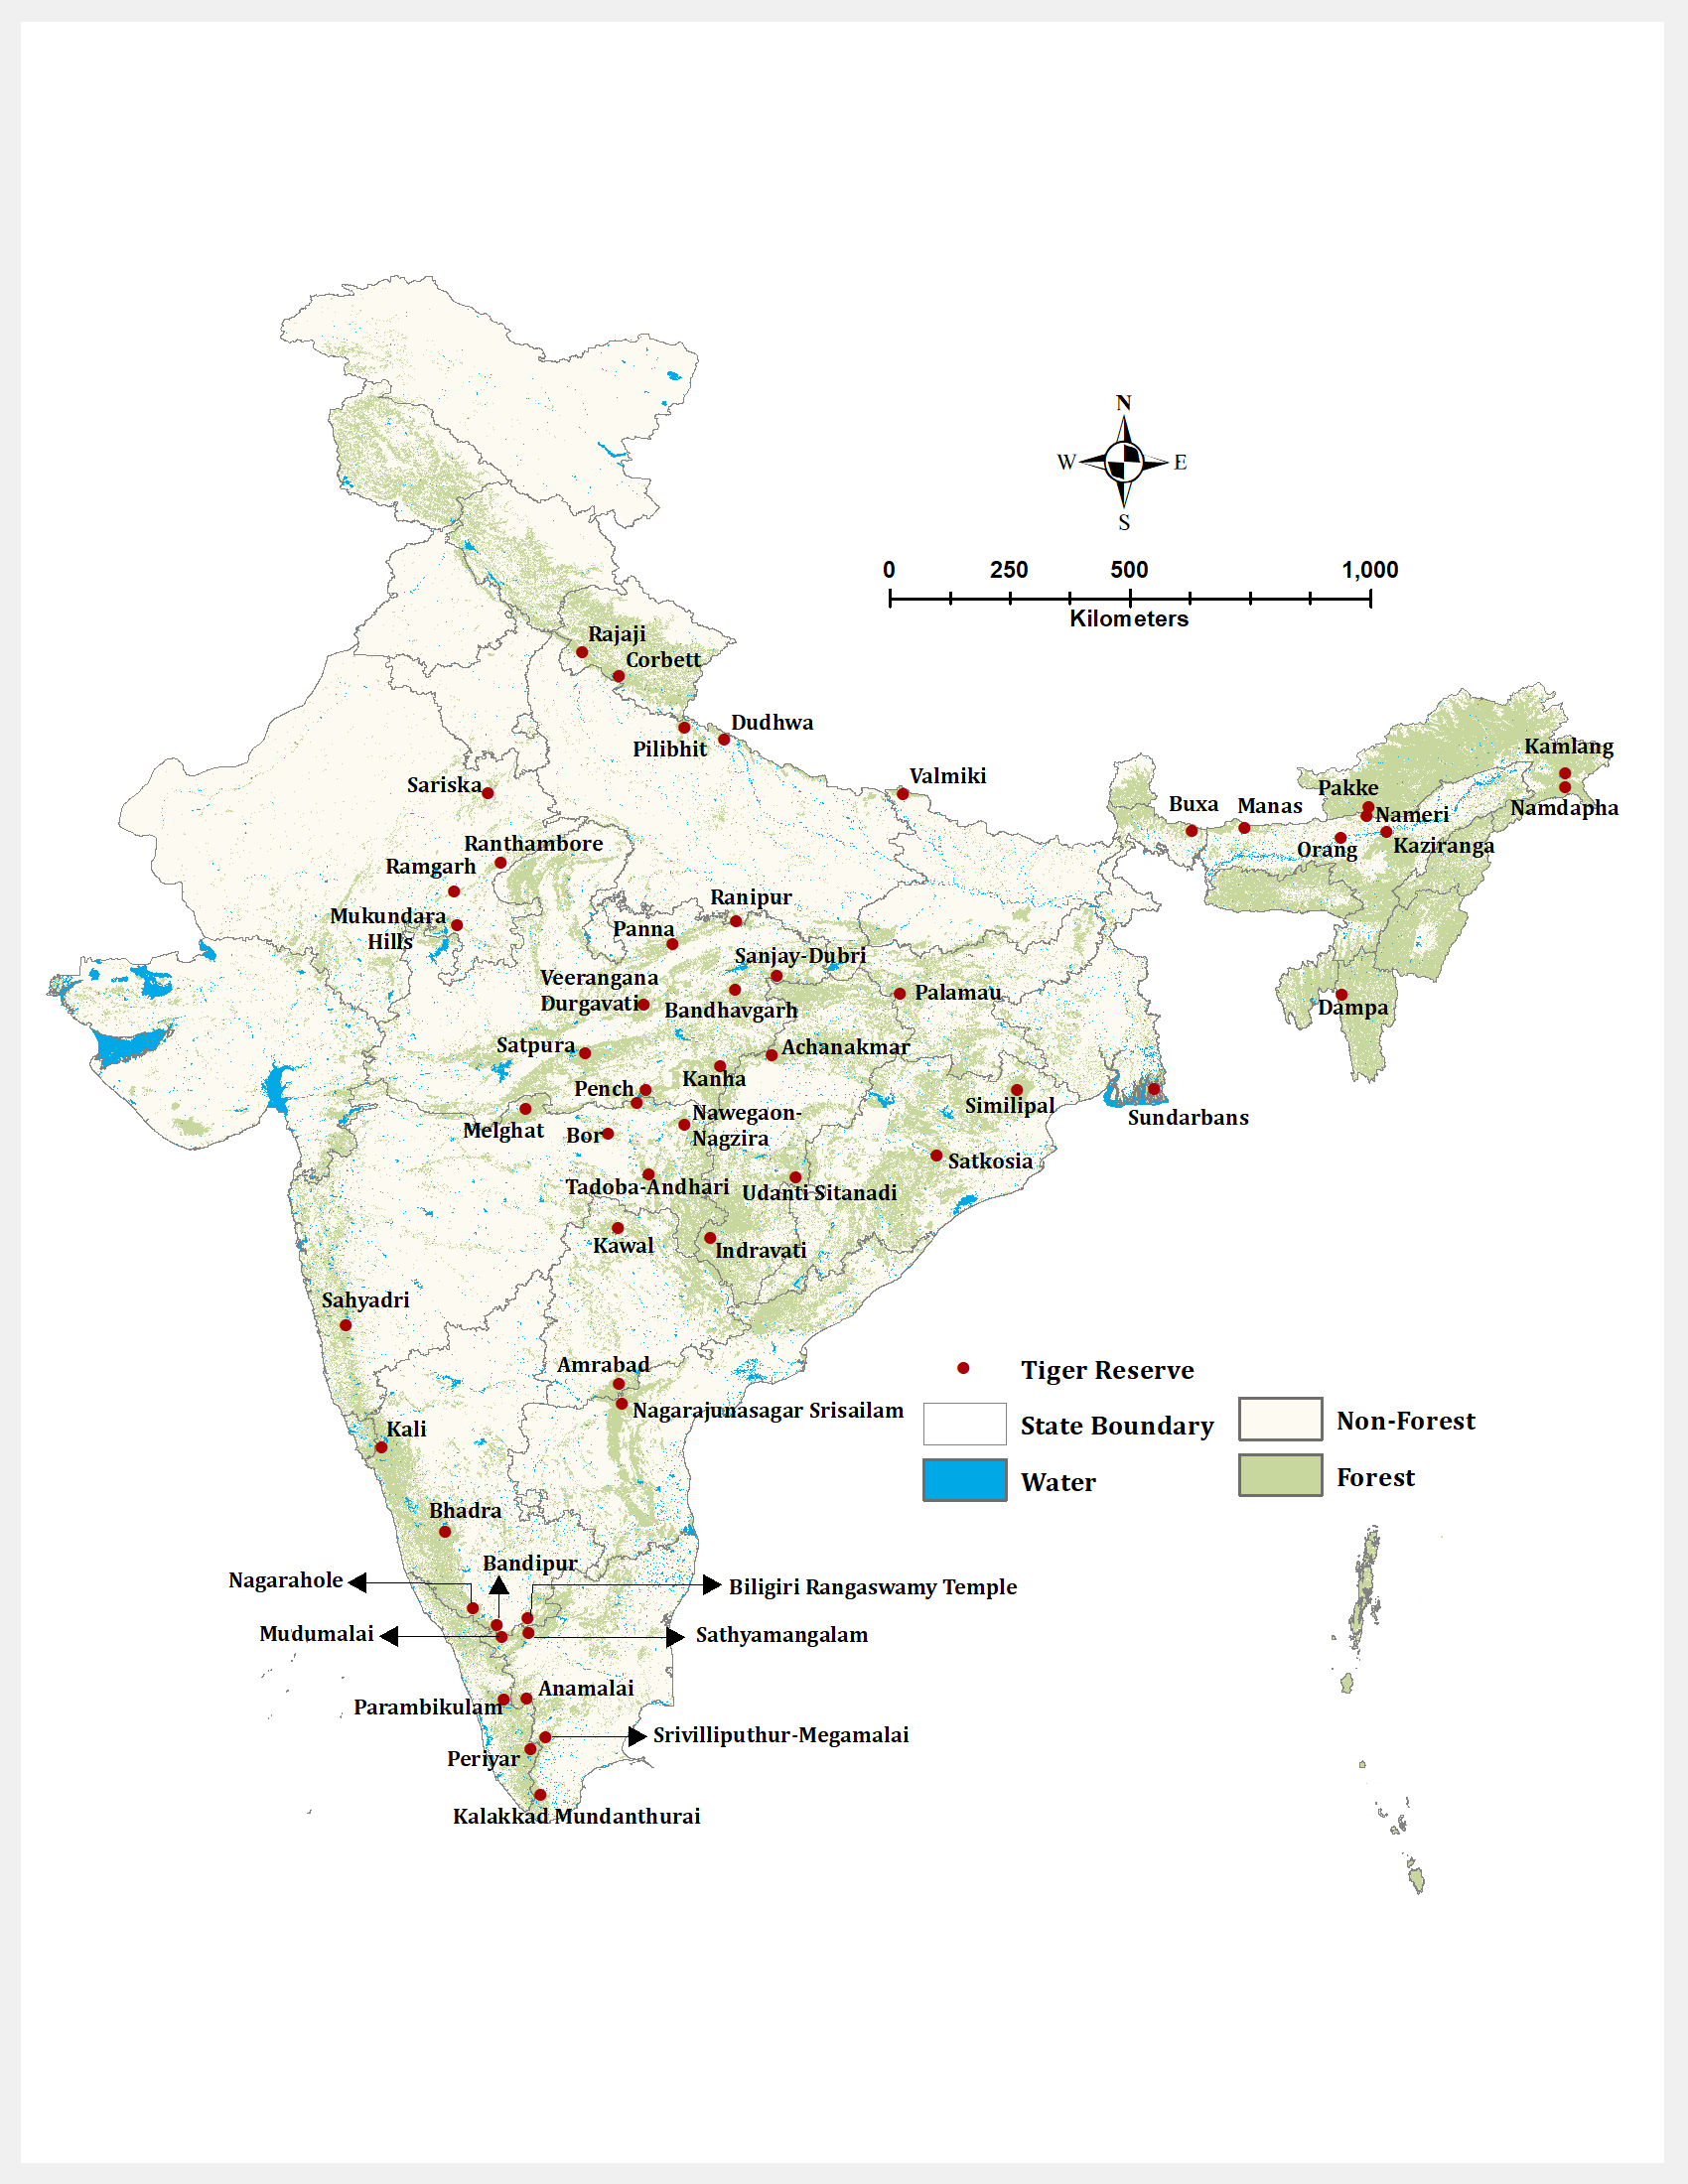 N
W E
S
0 250 500 1,000
Kilometers
Rajaji
Corbett
Dudhwa
Pilibhit
Kamlang
Valmiki
Sariska
Pakke
Buxa
Manas
Namdapha
Nameri
Ranthambore
Orang
Kaziranga
Ramgarh
Ranipur
Mukundara
Hills
Panna
Sanjay-Dubri
Veerangana
Durgavati
Palamau
Bandhavgarh
Dampa
Satpura
Achanakmar
Kanha
Pench
Similipal
Nawegaon-
Nagzira
Sundarbans
Melghat
Bor
Satkosia
Tadoba-Andhari
Udanti Sitanadi
Kawal
Indravati
Sahyadri
Amrabad
Nagarajunasagar Srisailam
Kali
Bhadra
Bandipur
Nagarahole
Biligiri Rangaswamy Temple
Mudumalai
Sathyamangalam
Anamalai
Parambikulam
Srivilliputhur-Megamalai
Periyar
Kalakkad Mundanthurai
Tiger Reserve
State Boundary
Water
Non-Forest
Forest